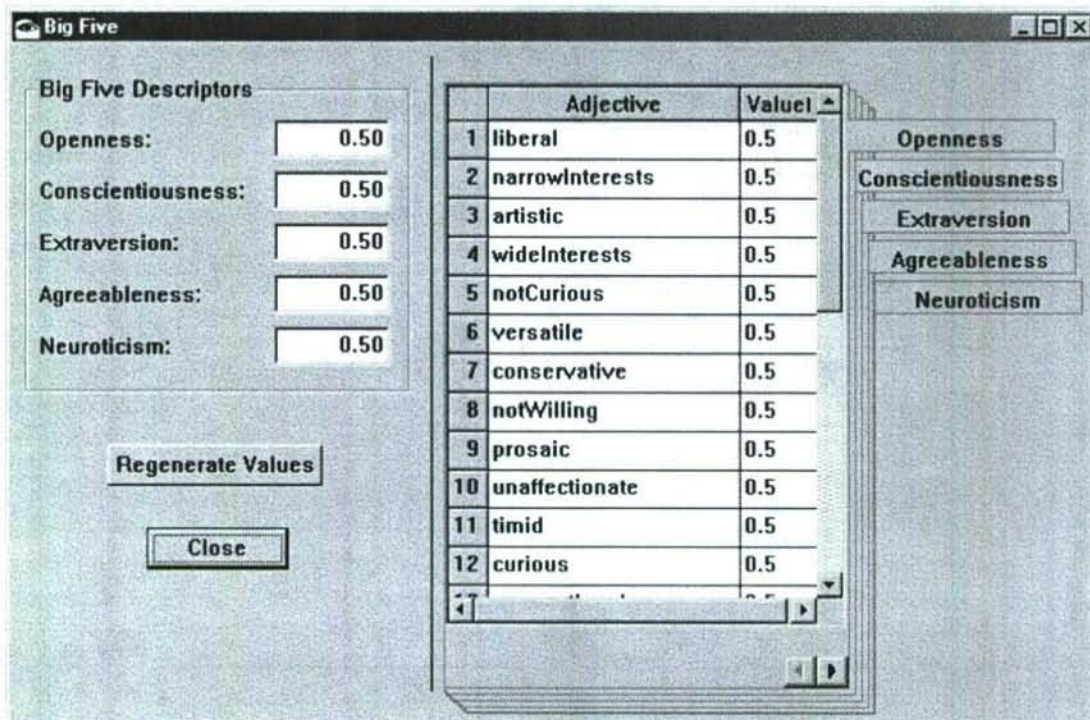 Big Five
Big Five Descriptors
Openness: 0.50
Conscientiousness: 0.50
Extraversion: 0.50
Agreeableness: 0.50
Neuroticism: 0.50
Regenerate Values
Close
Adjective Value1
1 liberal 0.5
2 narrowInterests 0.5
3 artistic 0.5
4 wideInterests 0.5
5 notCurious 0.5
6 versatile 0.5
7 conservative 0.5
8 notWilling 0.5
9 prosaic 0.5
10 unaffectionate 0.5
11 timid 0.5
12 curious 0.5
Openness
Conscientiousness
Extraversion
Agreeableness
Neuroticism